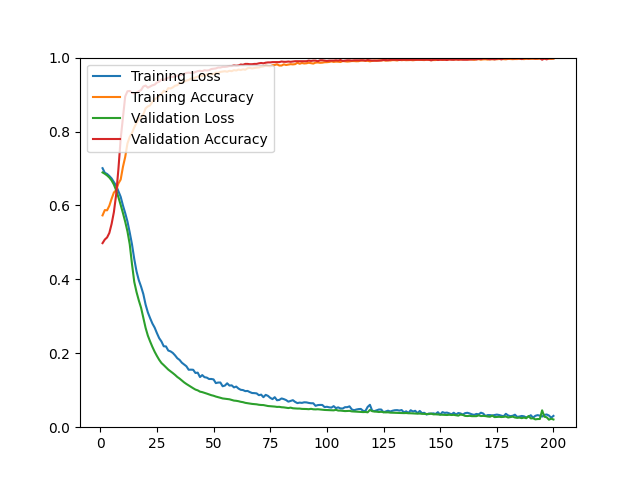 1.0
0.8
0.6
0.4
0.2
0.0
Training Loss
Training Accuracy
Validation Loss
Validation Accuracy
0 25 50 75 100 125 150 175 200